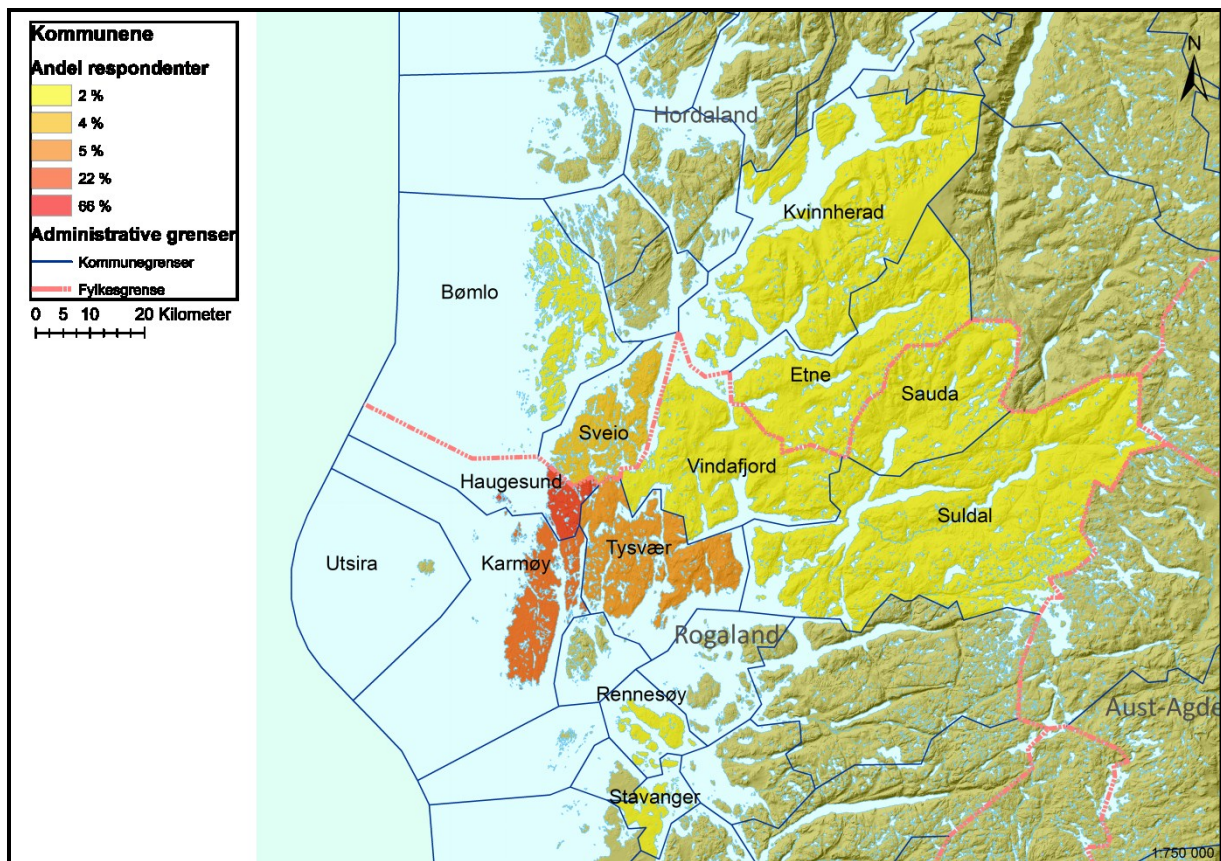 Kommunene
Andel respondenter
2 %
4 %
5 %
22 %
66 %
Administrative grenser
Kommunegrenser
Fylkesgrense
0 5 10 20 Kilometer
N
Hordaland
Kvinnherad
Bømlo
Etne
Sauda
Sveio
Vindafjord
Haugesund
Suldal
Tysvær
Utsira
Karmøy
Rogaland
Rennesøy
Aust-Agde
Stavanger
1:750 000